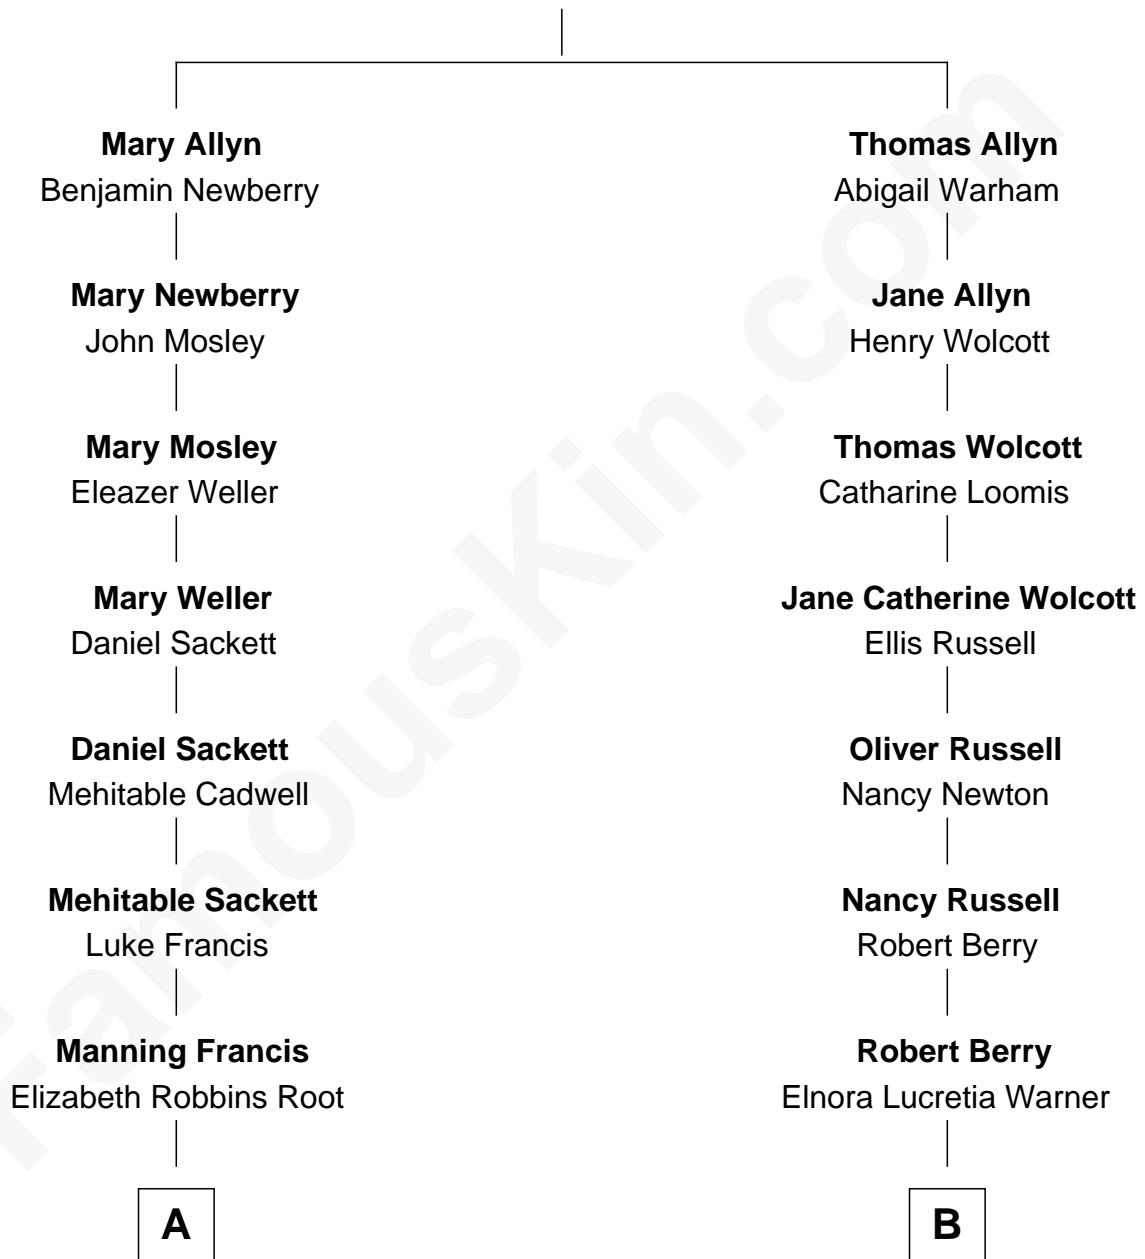 Mary Allyn
Benjamin Newberry
Mary Newberry
John Mosley
Mary Mosley
Eleazer Weller
Mary Weller
Daniel Sackett
Daniel Sackett
Mehitable Cadwell
Mehitable Sackett
Luke Francis
Manning Francis
Elizabeth Robbins Root
A
Thomas Allyn
Abigail Warham
Jane Allyn
Henry Wolcott
Thomas Wolcott
Catharine Loomis
Jane Catherine Wolcott
Ellis Russell
Oliver Russell
Nancy Newton
Nancy Russell
Robert Berry
Robert Berry
Elnora Lucretia Warner
B
FamousKin.com